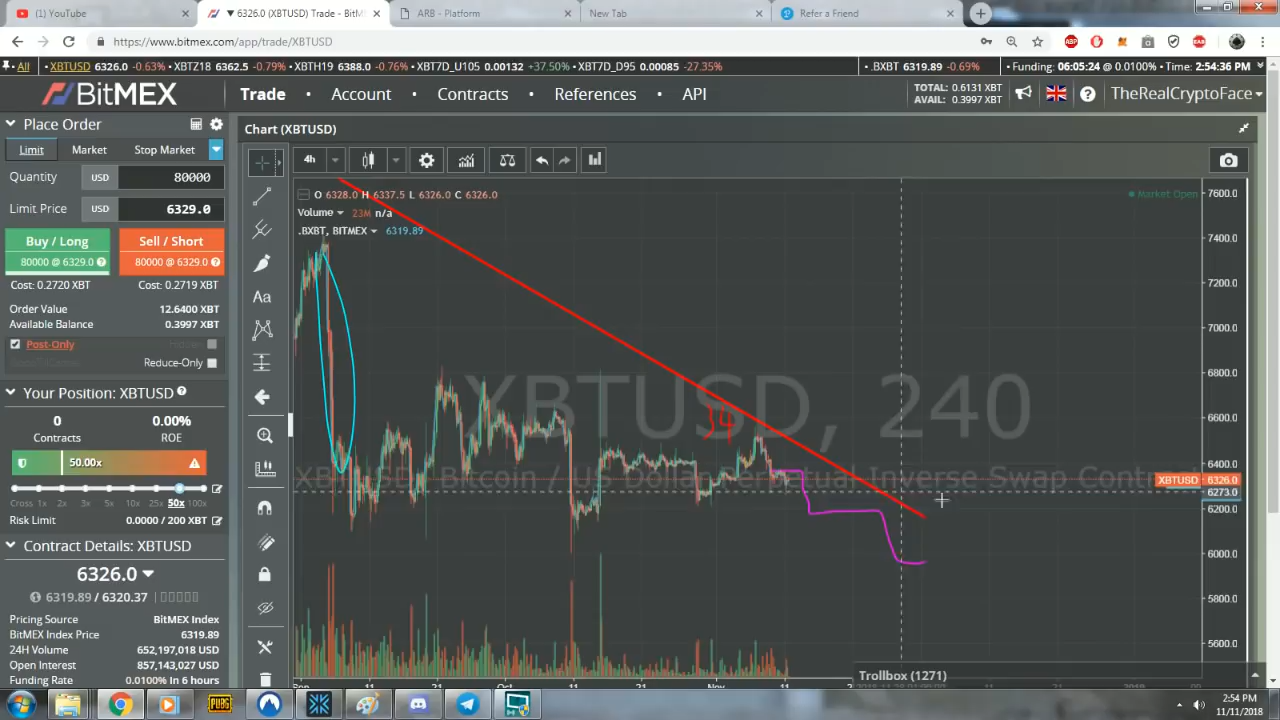 (1) YouTube
▼ 6326.0 (XBTUSD) Trade - BitM
ARB - Platform
New Tab
Refer a Friend
https://www.bitmex.com/app/trade/XBTUSD
All XBTUSD 6326.0 -0.63% • XBTZ18 6362.5 -0.79% • XBTH19 6388.0 -0.76% • XBT7D_U105 0.00132 +37.50% • XBT7D_D95 0.00085 -27.35%
• .BXBT 6319.89 -0.69%
• Funding: 06:05:24 @ 0.0100% • Time: 2:54:36 PM
BitMEX
Trade • Account • Contracts • References • API
TOTAL: 0.6131 XBT
AVAIL: 0.3997 XBT
TheRealCryptoFace
Place Order
Limit Market Stop Market
Quantity USD 80000
Limit Price USD 6329.0
Buy / Long
80000 @ 6329.0
Sell / Short
80000 @ 6329.0
Cost: 0.2720 XBT
Cost: 0.2719 XBT
Order Value 12.6400 XBT
Available Balance 0.3997 XBT
Post-Only Hidden
Reduce-Only
Your Position: XBTUSD
0 0.00%
Contracts ROE
50.00x
Cross 1x 2x 3x 5x 10x 25x 50x 100x
Risk Limit 0.0000 / 200 XBT
Contract Details: XBTUSD
6326.0
6319.89 / 6320.37
Pricing Source BitMEX Index
BitMEX Index Price 6319.89
24H Volume 652,197,018 USD
Open Interest 857,143,027 USD
Funding Rate 0.0100% In 6 hours
Chart (XBTUSD)
4h
Aa
O 6328.0 H 6337.5 L 6326.0 C 6326.0
Volume 23M n/a
.BXBT, BITMEX 6319.89
Market Open
XBTUSD, 240
XBTUSD: Bitcoin / US Dollar Perpetual Inverse Swap Contract
7600.0
7400.0
7200.0
7000.0
6800.0
6600.0
6400.0
XBTUSD 6326.0
6273.0
6200.0
6000.0
5800.0
5600.0
Sep 11 Oct 11 Nov 11
Trollbox (1271)
PUBG
2:54 PM
11/11/2018